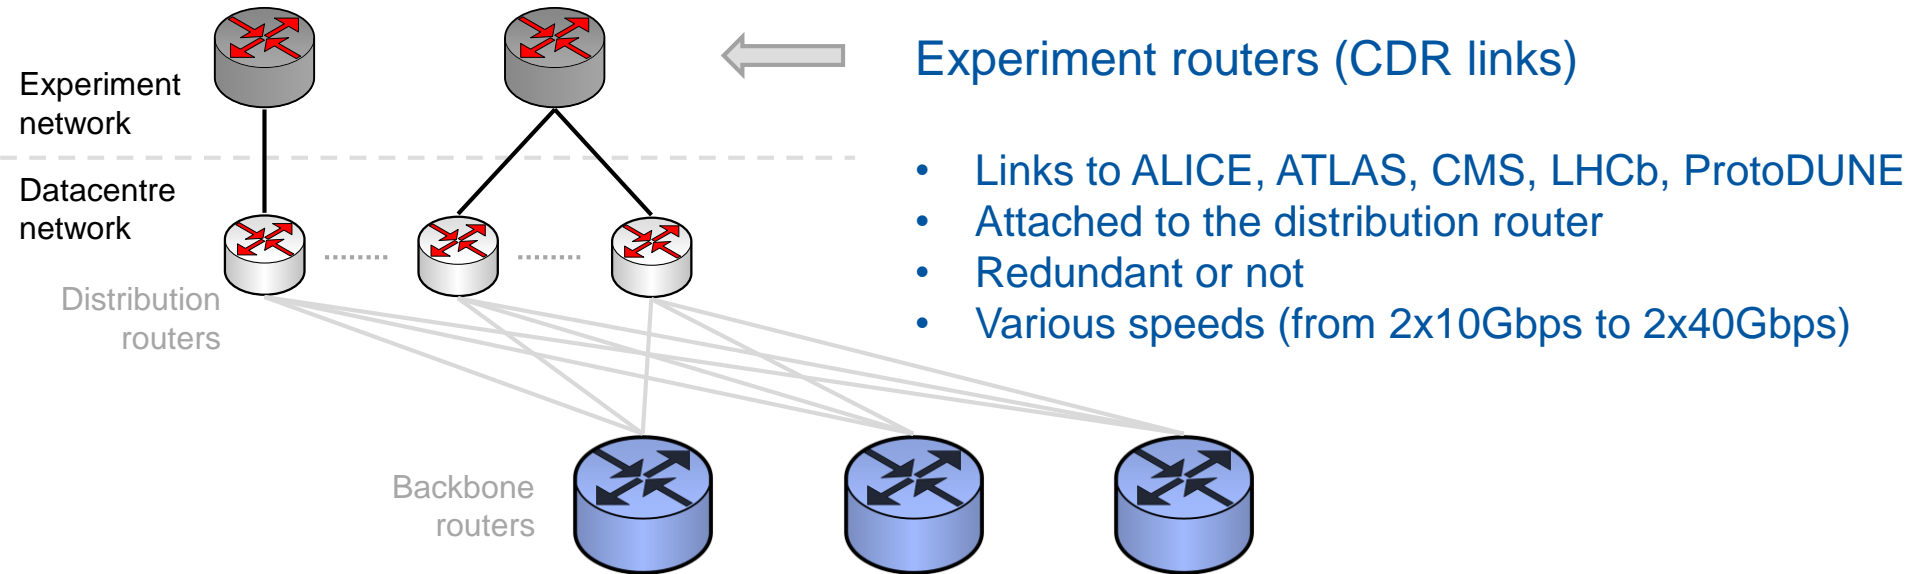 Experiment
network
Datacentre
network
Distribution
routers
Backbone
routers
Experiment routers (CDR links)
• Links to ALICE, ATLAS, CMS, LHCb, ProtoDUNE
• Attached to the distribution router
• Redundant or not
• Various speeds (from 2x10Gbps to 2x40Gbps)